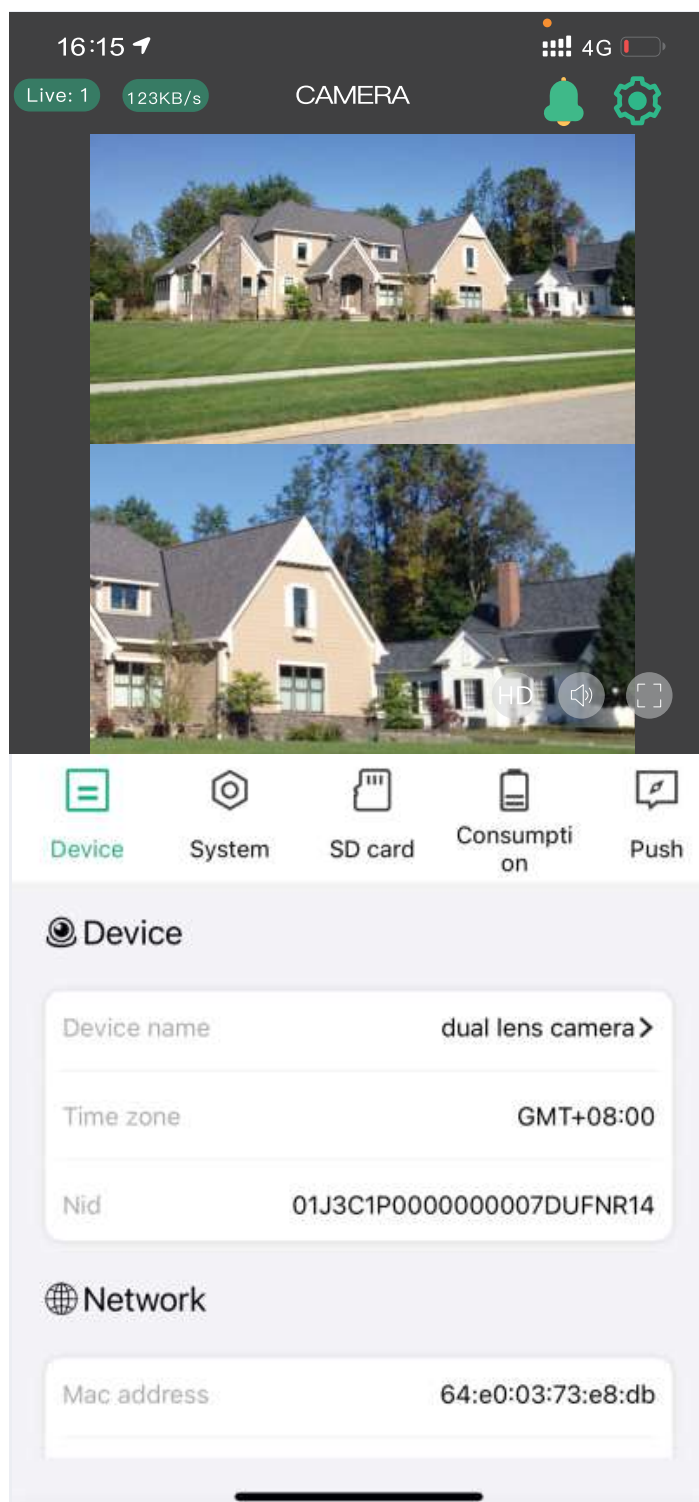 16:15
4G
Live: 1
123KB/s
CAMERA
HD
Device
System
SD card
Consumpti
on
Push
Device
Device name
dual lens camera
Time zone
GMT+08:00
Nid
01J3C1P0000000007DUFNR14
Network
Mac address
64:e0:03:73:e8:db